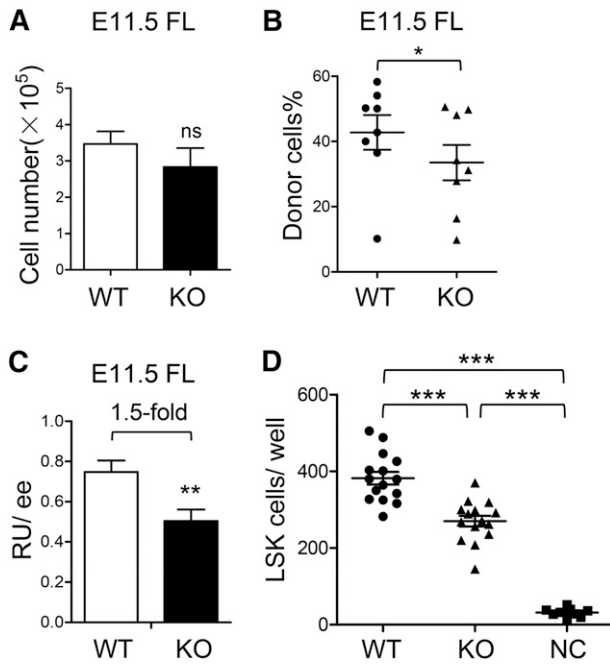 A
E11.5 FL
Cell number(×10⁵)
5
4
3
2
1
0
ns
WT
KO
B
E11.5 FL
*
Donor cells%
60
40
20
0
WT
KO
C
E11.5 FL
1.5-fold
RU/ ee
1.0
0.8
0.6
0.4
0.2
0.0
**
WT
KO
D
***
*** ***
LSK cells/ well
600
400
200
0
WT
KO
NC